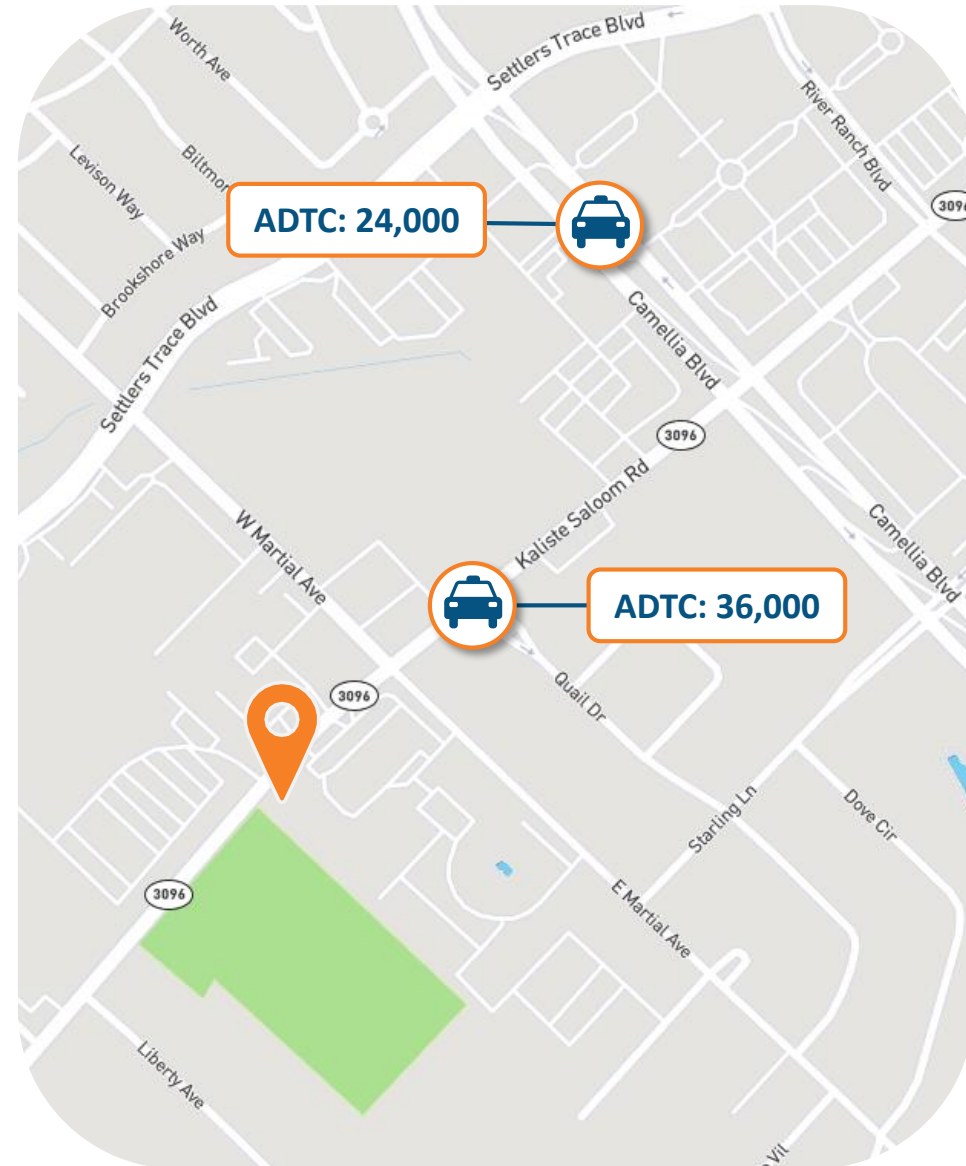 Worth Ave
Settlers Trace Blvd
River Ranch Blvd
Levison Way
3096
ADTC: 24,000
Brookshore Way
Settlers Trace Blvd
Camellia Blvd
3096
Kaliste Saloom Rd
W Martial Ave
Camellia Blvd
ADTC: 36,000
3096
Quail Dr
Starling Ln
Dove Cir
3096
E Martial Ave
Liberty Ave
Vil